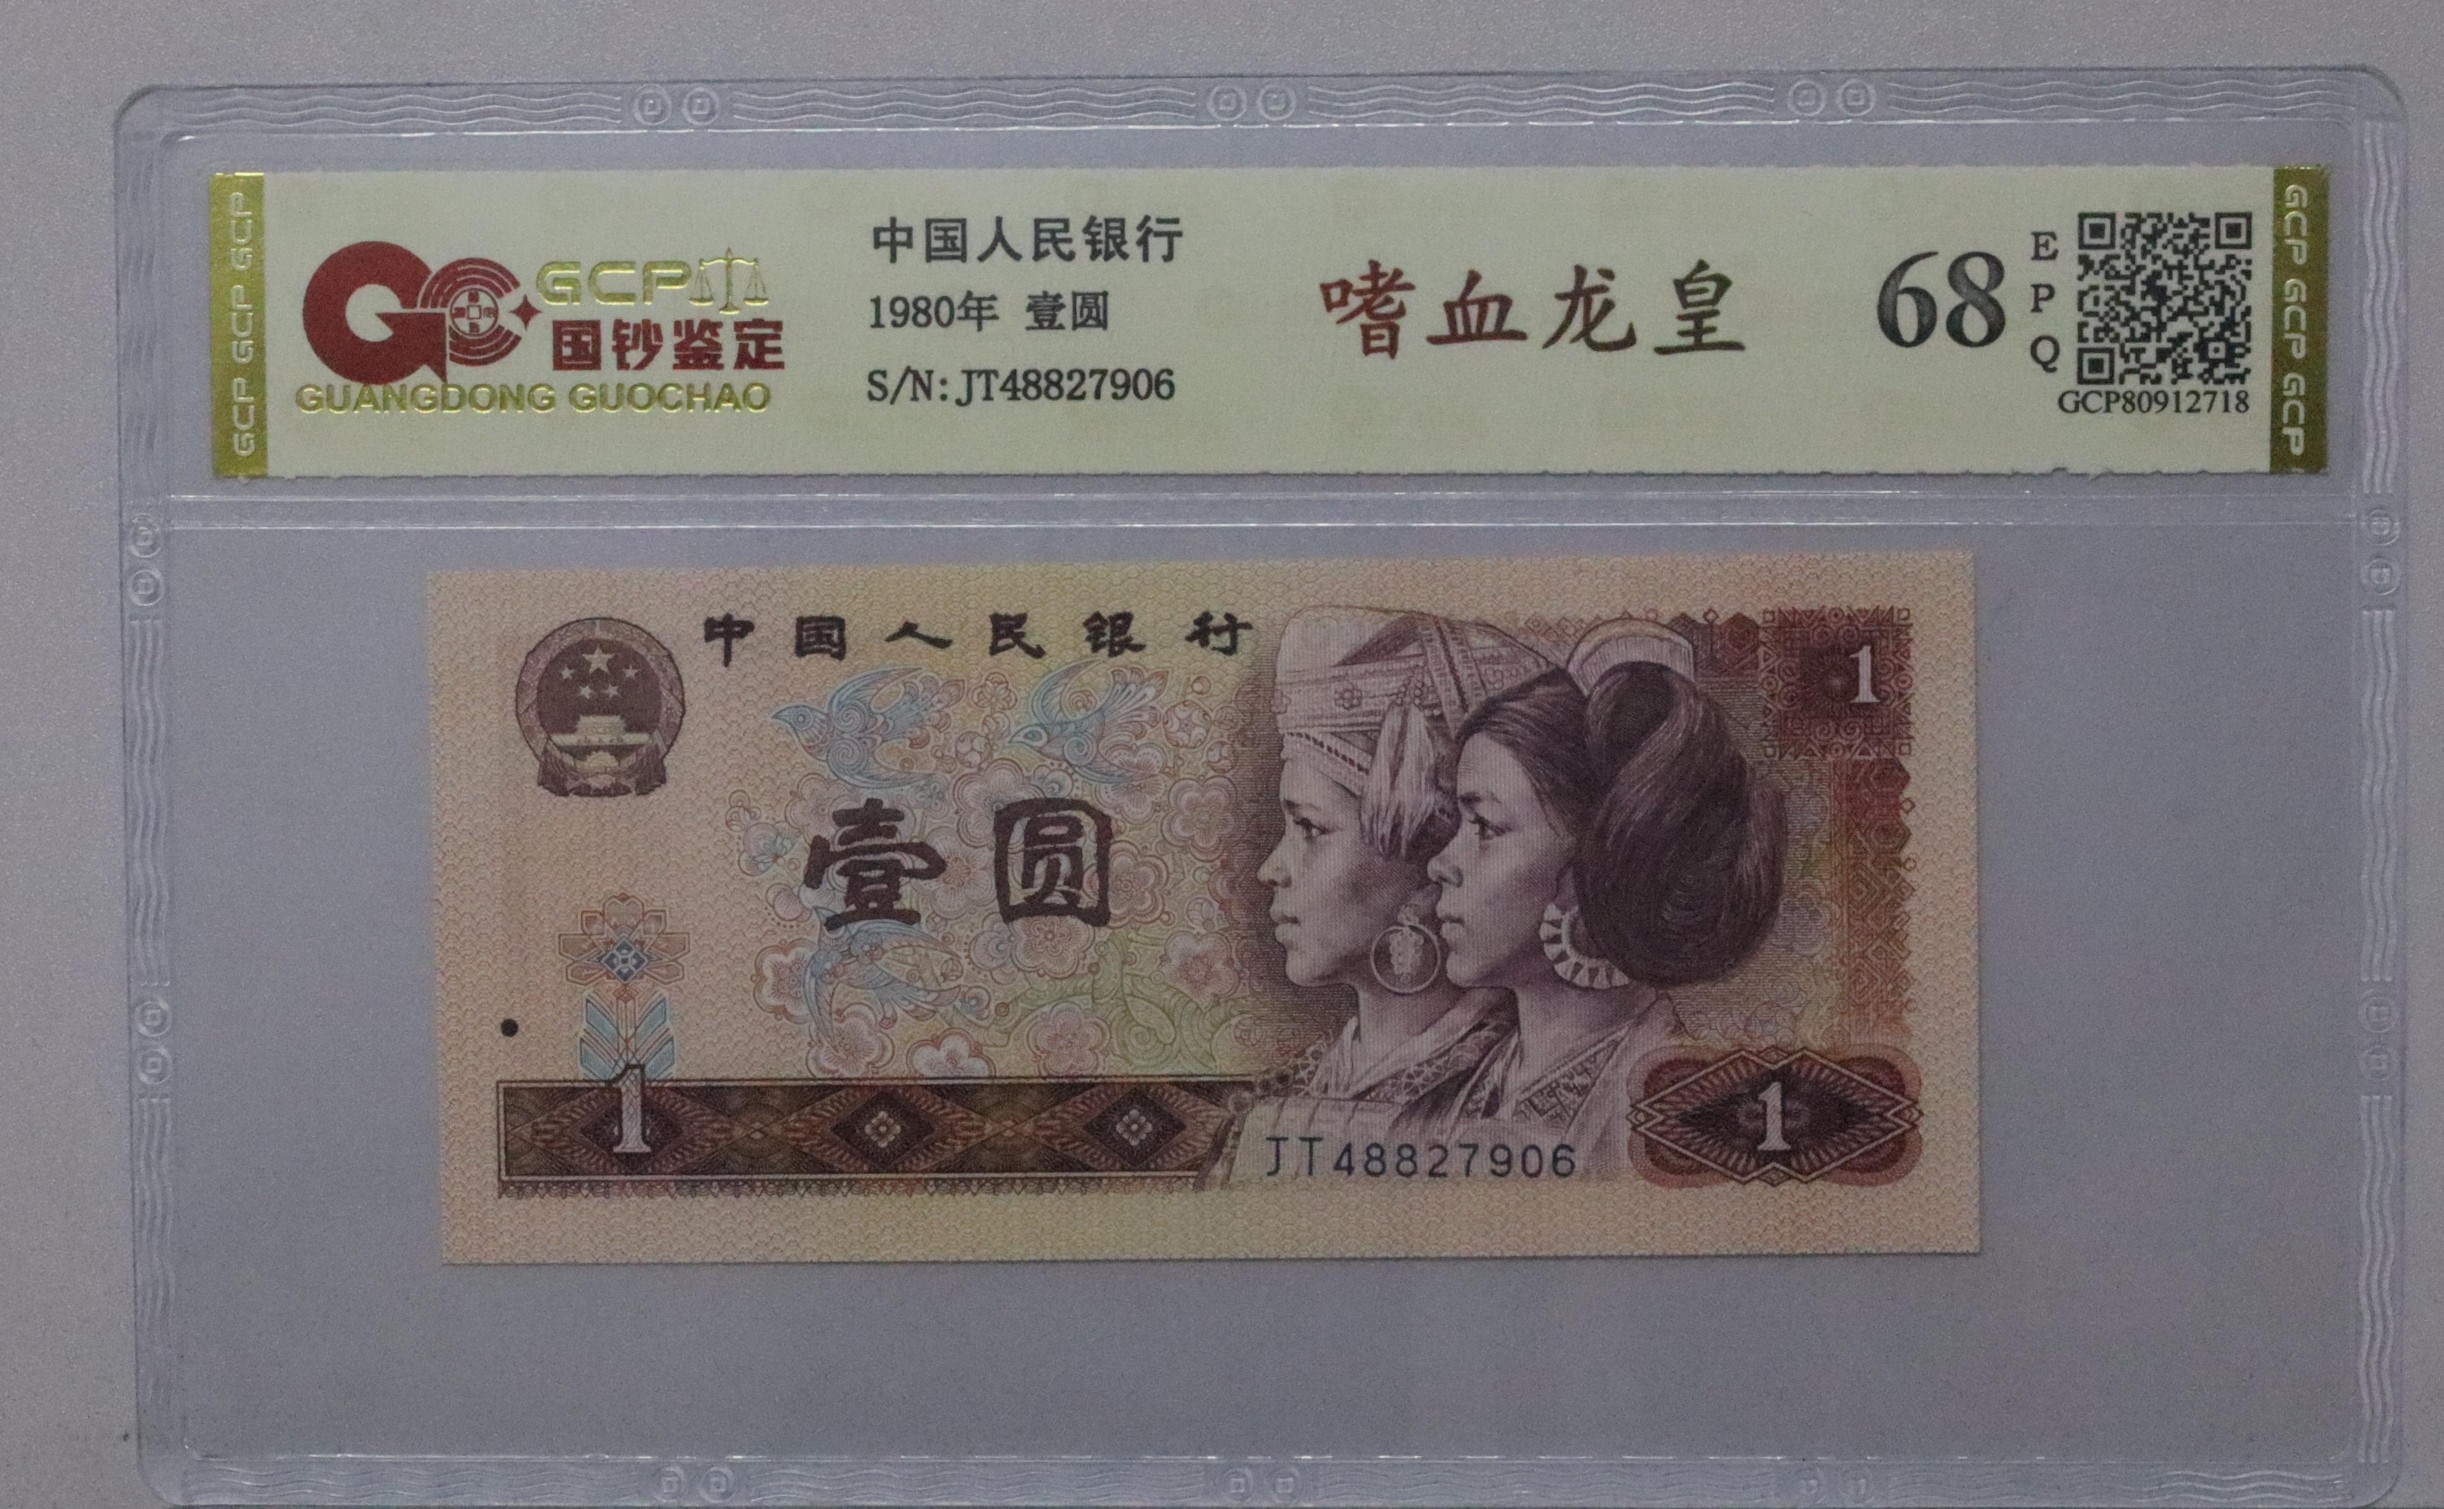 GCP GCP GCP
GCP
国钞鉴定
GUANGDONG GUOCHAO
中国人民银行
1980年 壹圆
S/N: JT48827906
嗜血龙皇
68
E
P
Q
GCP80912718
GCP GCP GCP
中国人民银行
1
壹圆
1
1
JT48827906